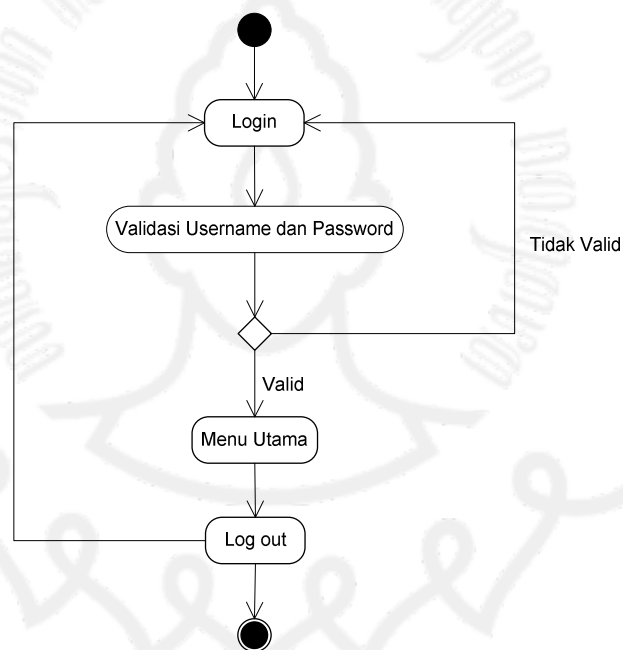 Login
Validasi Username dan Password
Tidak Valid
Valid
Menu Utama
Log out